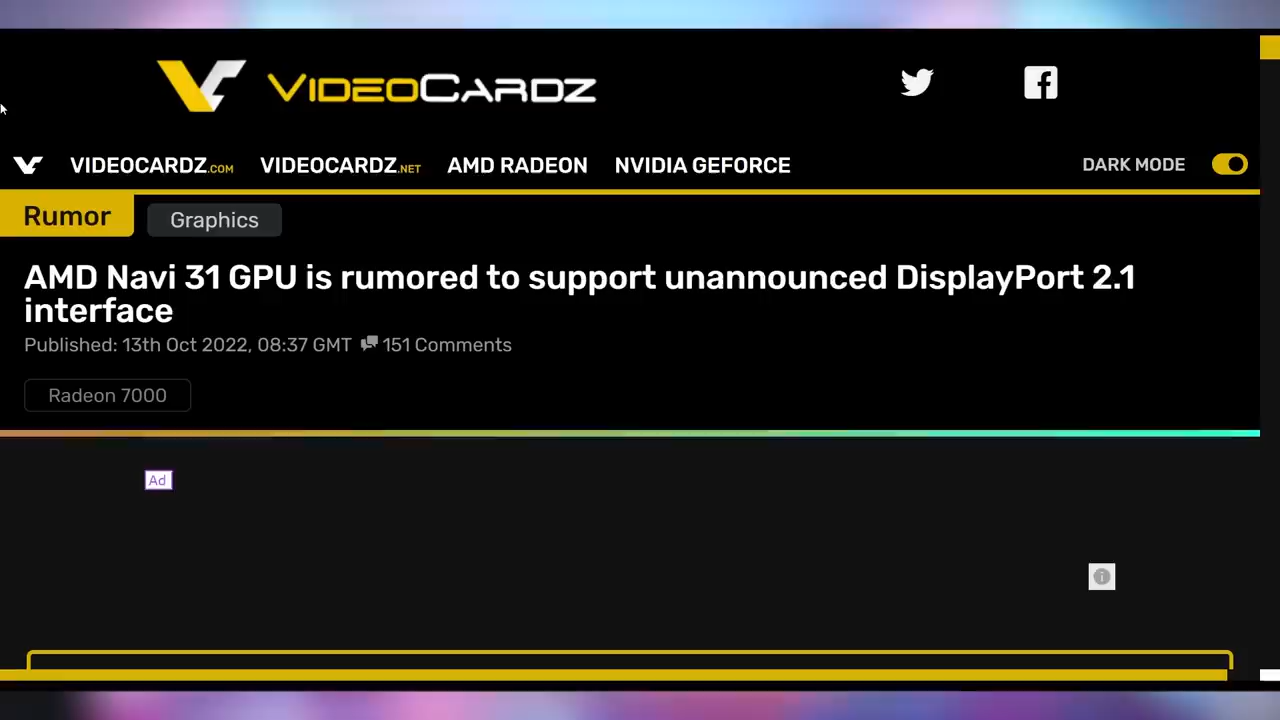 VIDEOCARDZ
VIDEOCARDZ.COM VIDEOCARDZ.NET AMD RADEON NVIDIA GEFORCE DARK MODE
Rumor Graphics
AMD Navi 31 GPU is rumored to support unannounced DisplayPort 2.1
interface
Published: 13th Oct 2022, 08:37 GMT 151 Comments
Radeon 7000
Ad